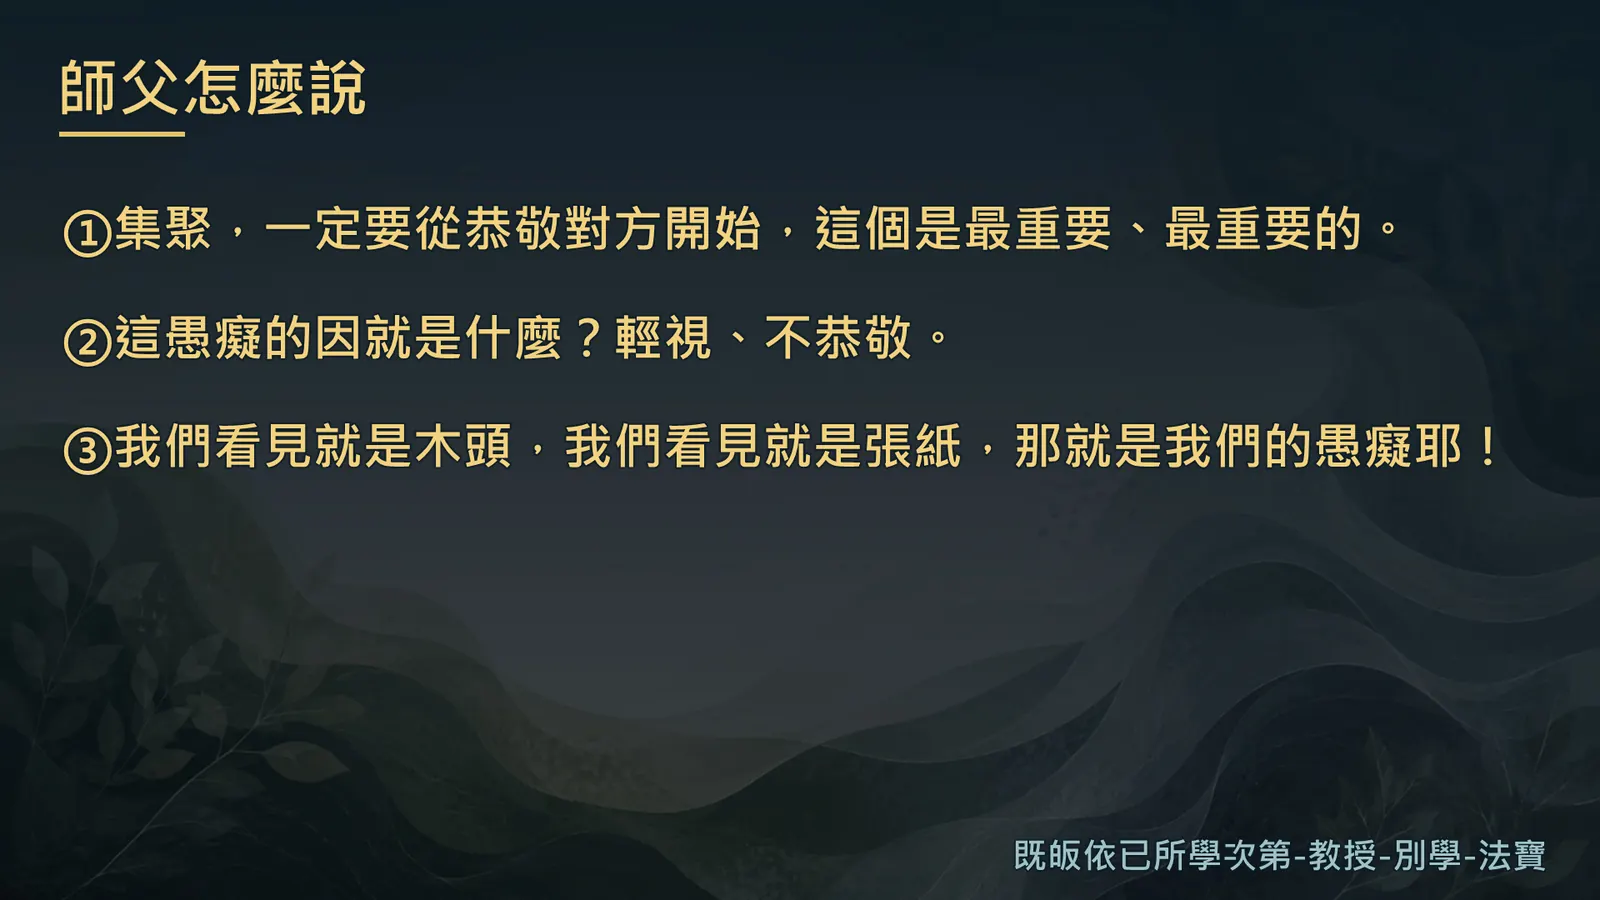 師父怎麼說
①集聚，一定要從恭敬對方開始，這個是最重要、最重要的。
②這愚癡的因就是什麼？輕視、不恭敬。
③我們看見就是木頭，我們看見就是張紙，那就是我們的愚癡耶！
既皈依已所學次第-教授-別學-法寶